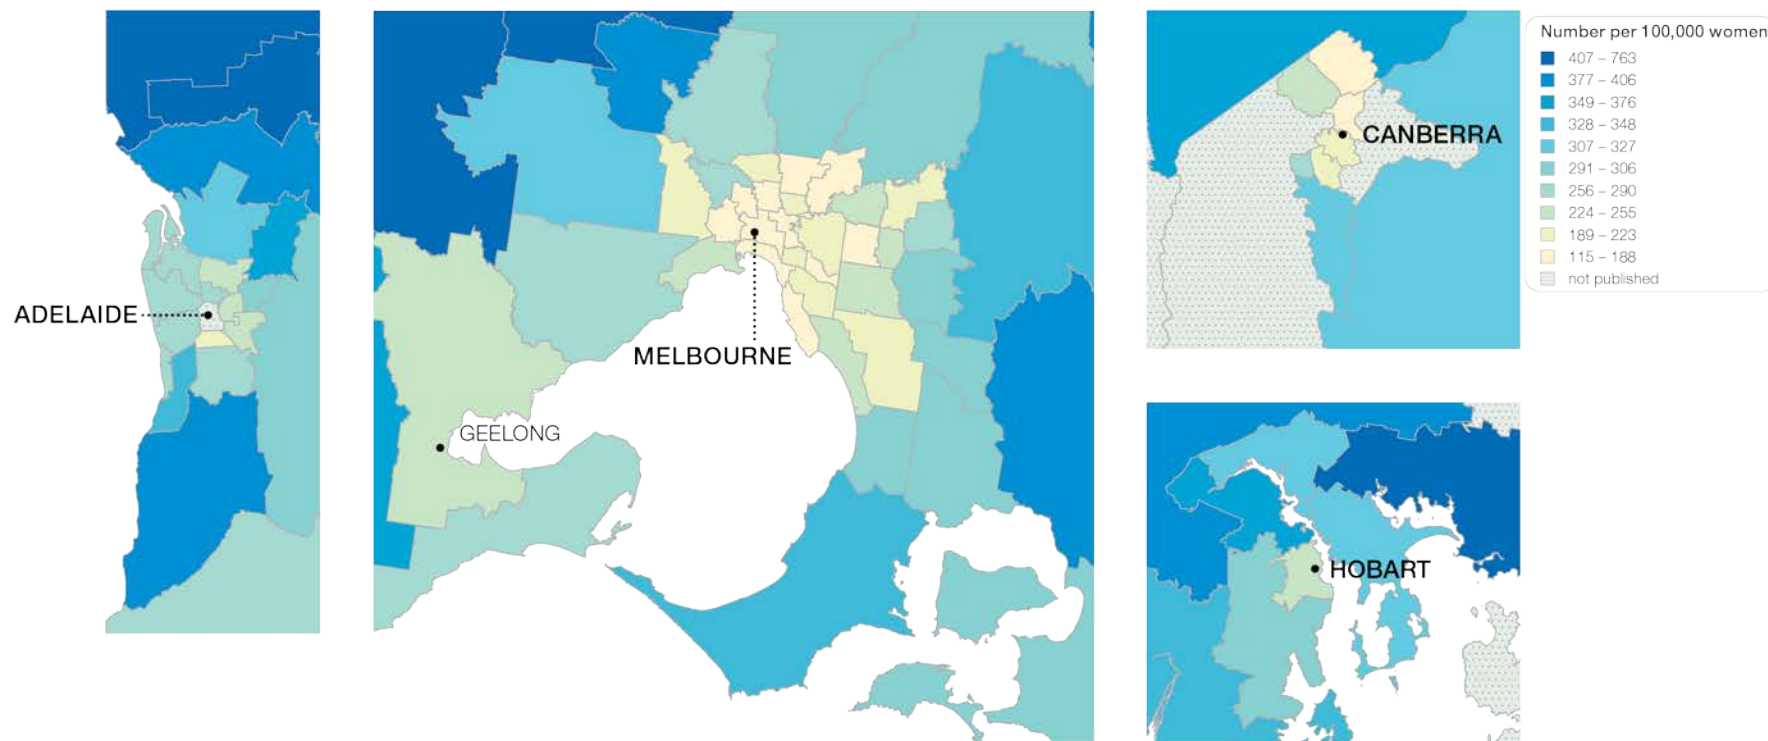 ADELAIDE
MELBOURNE
GEELONG
CANBERRA
HOBART
Number per 100,000 women
407 – 763
377 – 406
349 – 376
328 – 348
307 – 327
291 – 306
256 – 290
224 – 255
189 – 223
115 – 188
not published